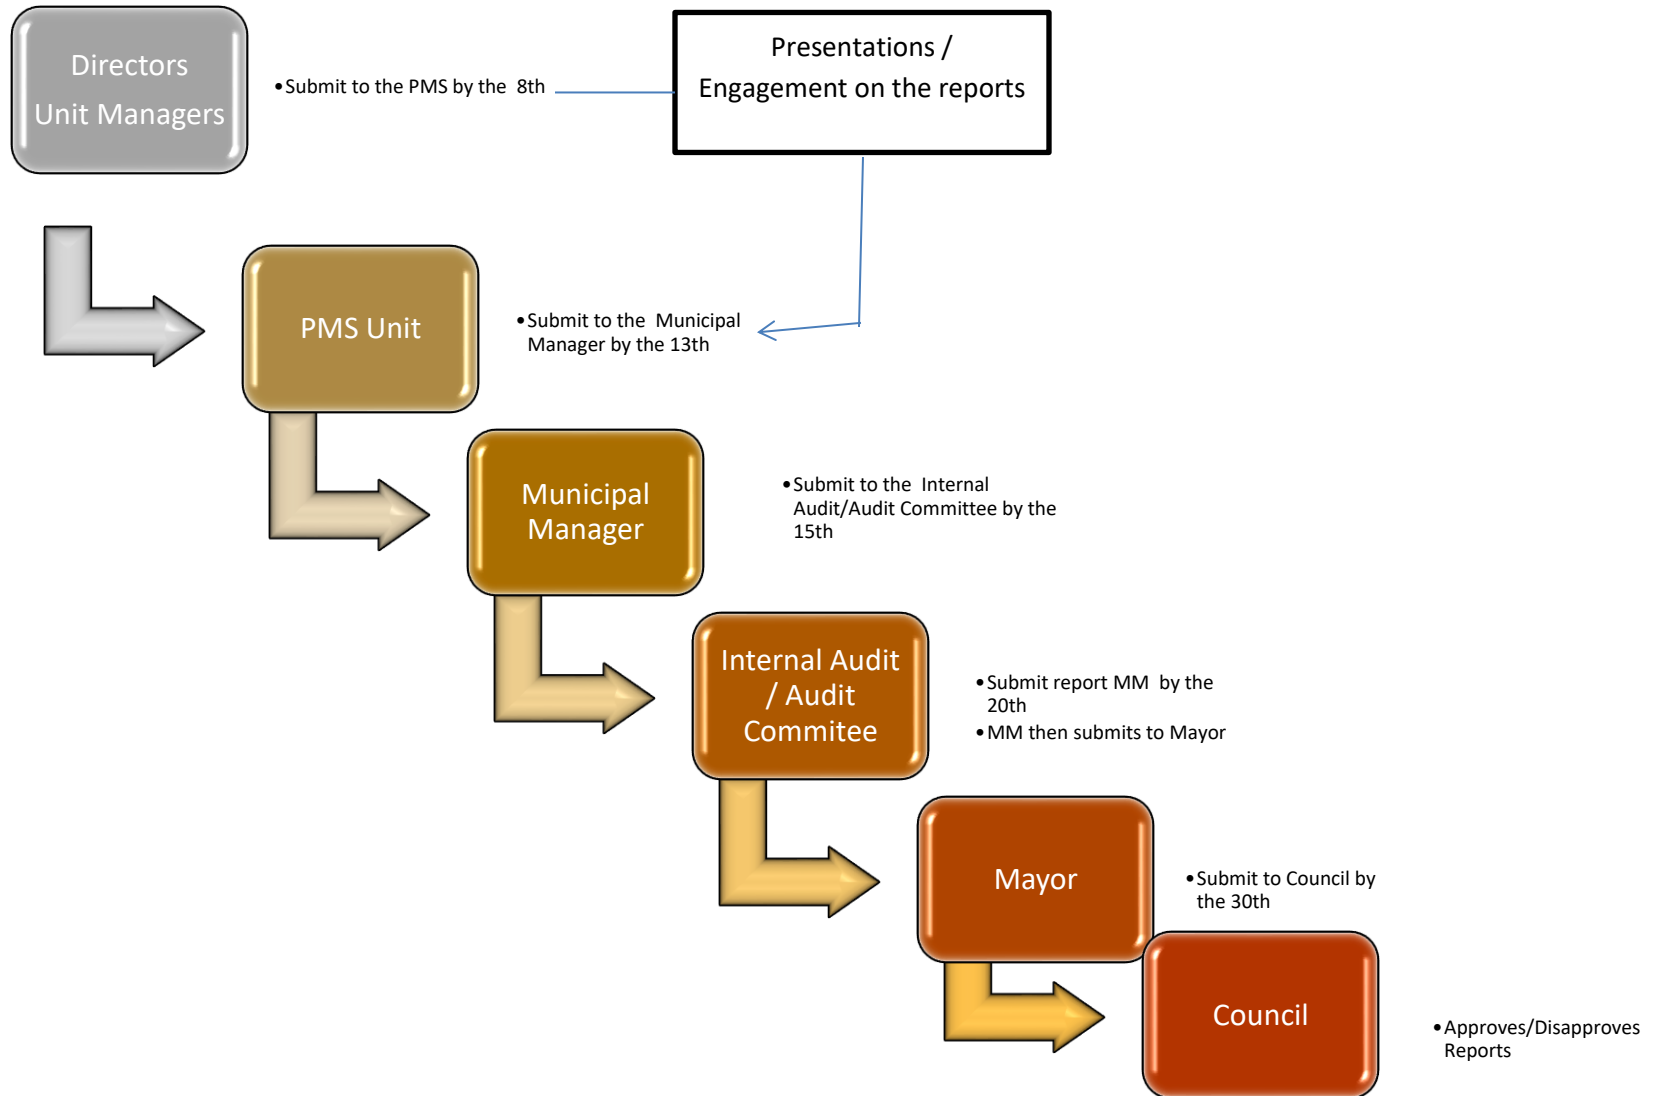 Directors
Unit Managers
•Submit to the PMS by the 8th
Presentations /
Engagement on the reports
PMS Unit
•Submit to the Municipal
Manager by the 13th
Municipal
Manager
•Submit to the Internal
Audit/Audit Committee by the
15th
Internal Audit
/ Audit
Commitee
•Submit report MM by the
20th
•MM then submits to Mayor
Mayor
•Submit to Council by
the 30th
Council
•Approves/Disapproves
Reports